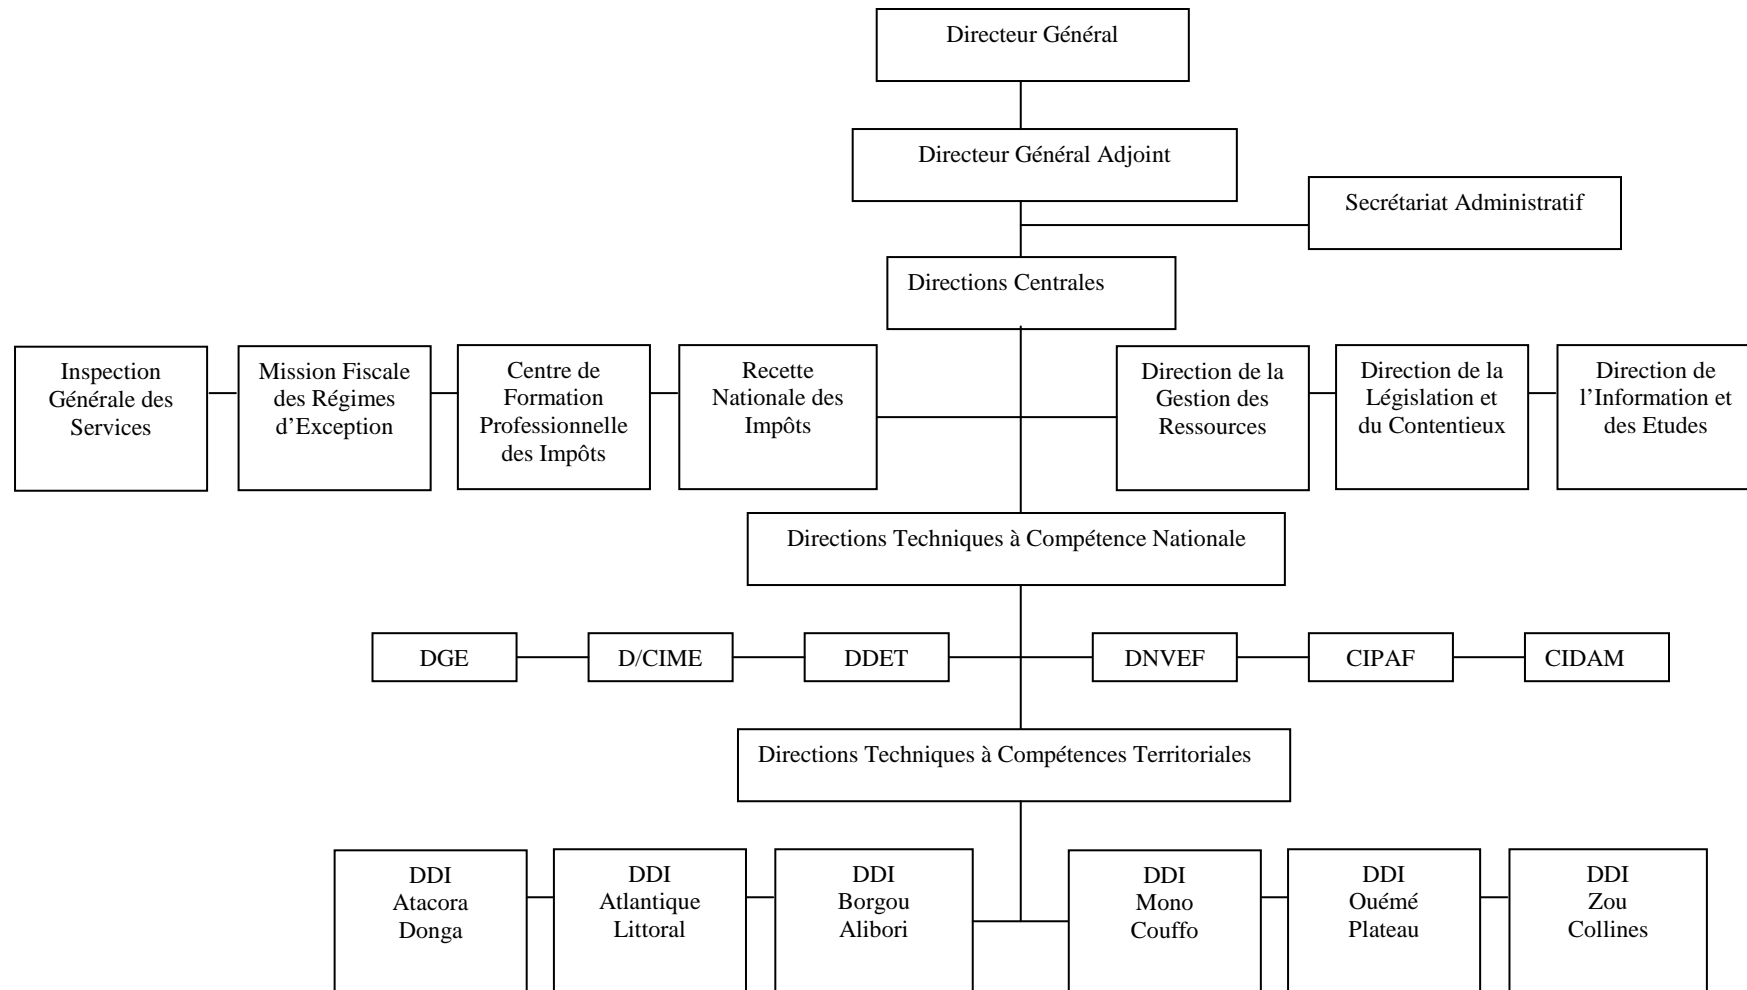 Directeur Général
Directeur Général Adjoint
Secrétariat Administratif
Directions Centrales
Inspection
Générale des
Services
Mission Fiscale
des Régimes
d’Exception
Centre de
Formation
Professionnelle
des Impôts
Recette
Nationale des
Impôts
Direction de la
Gestion des
Ressources
Direction de la
Législation et
du Contentieux
Direction de
l’Information et
des Etudes
Directions Techniques à Compétence Nationale
DGE
D/CIME
DDET
DNVEF
CIPAF
CIDAM
Directions Techniques à Compétences Territoriales
DDI
Atacora
Donga
DDI
Atlantique
Littoral
DDI
Borgou
Alibori
DDI
Mono
Couffo
DDI
Ouémé
Plateau
DDI
Zou
Collines